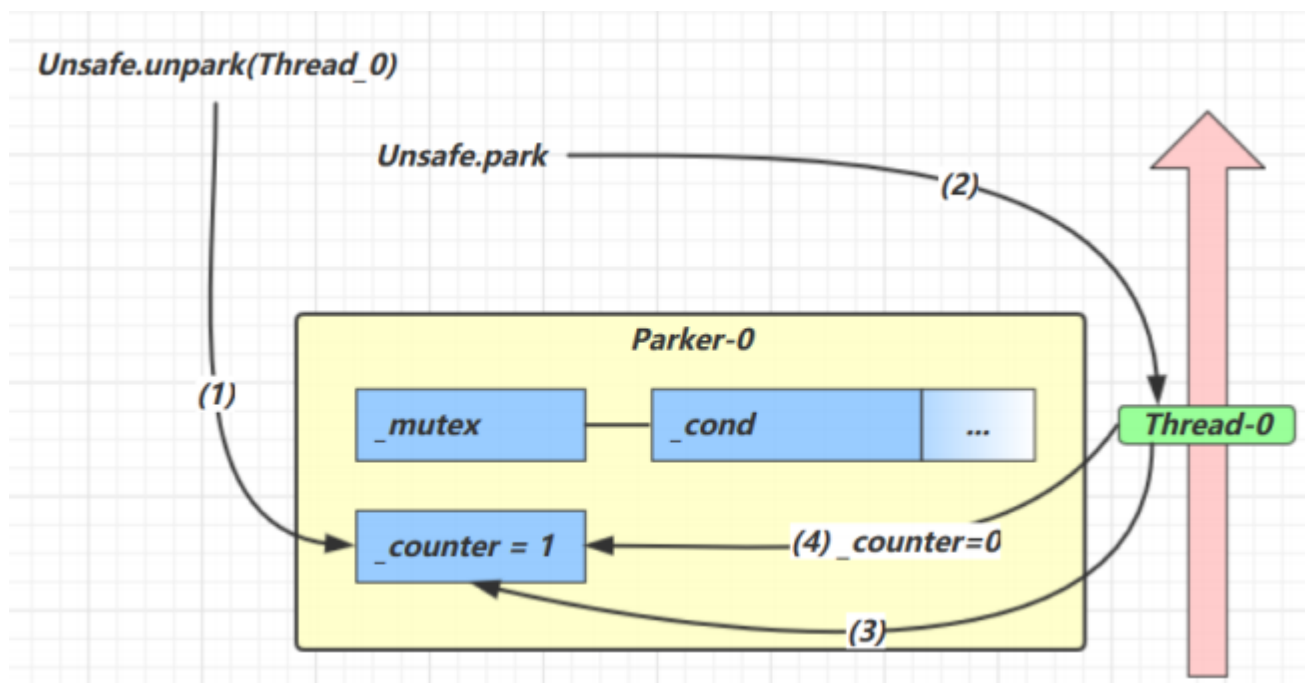 Unsafe.unpark(Thread_0)
Unsafe.park
(2)
Parker-0
(1)
_mutex
_cond
...
Thread-0
_counter = 1
(4) _counter=0
(3)